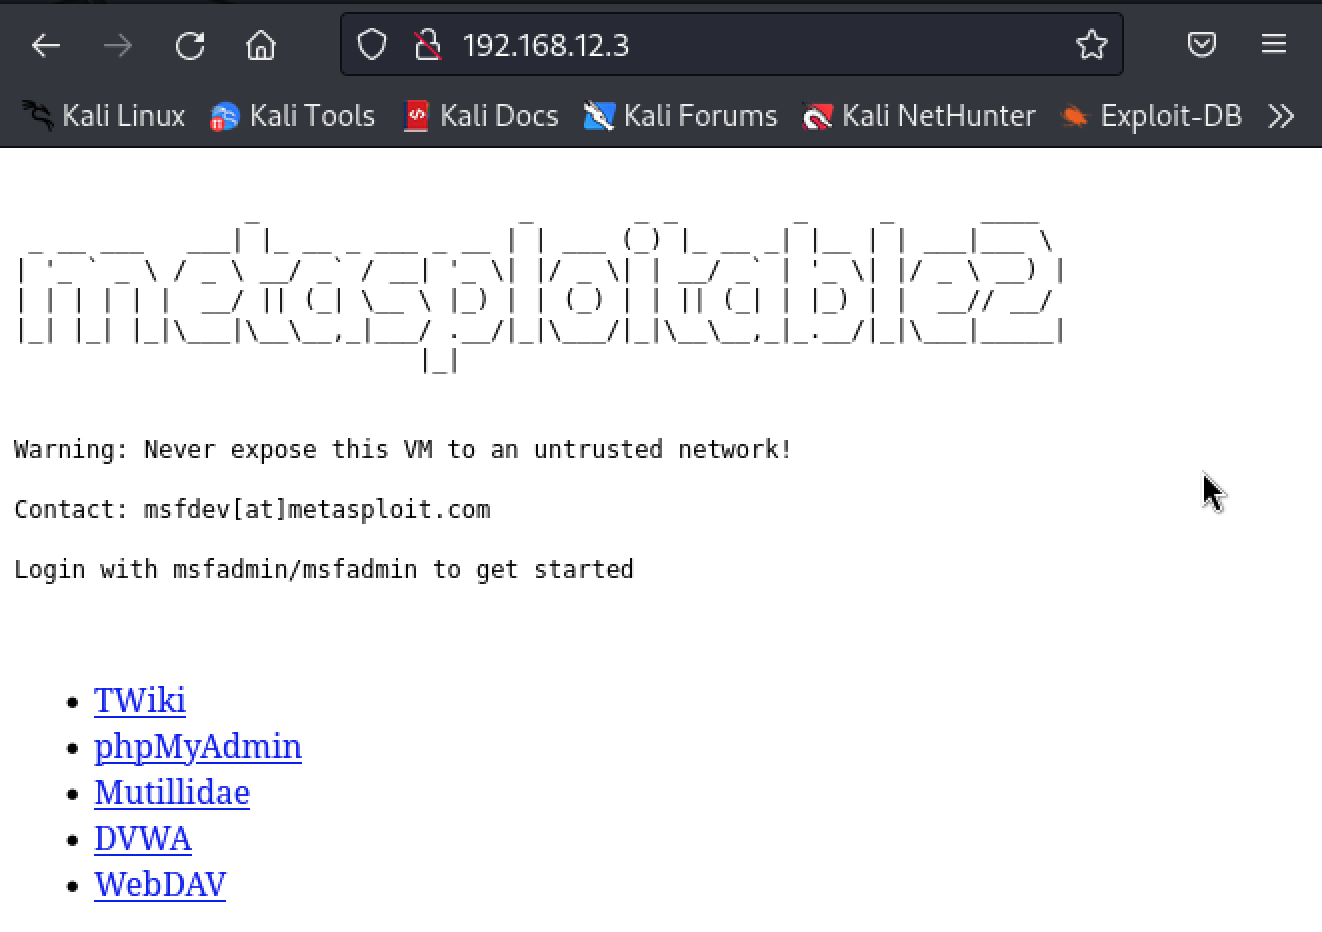 192.168.12.3
Kali Linux Kali Tools Kali Docs Kali Forums Kali NetHunter Exploit-DB
metasploitable2
Warning: Never expose this VM to an untrusted network!
Contact: msfdev[at]metasploit.com
Login with msfadmin/msfadmin to get started
TWiki
phpMyAdmin
Mutillidae
DVWA
WebDAV